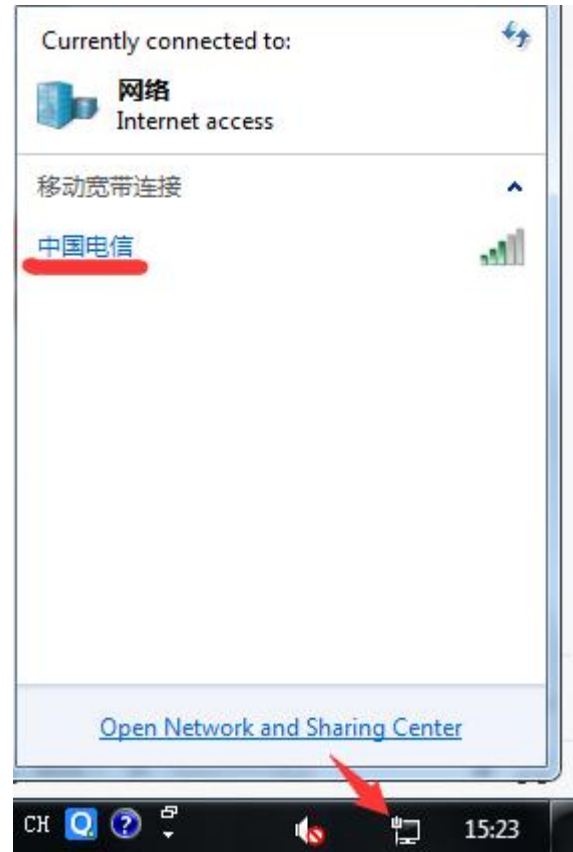 Currently connected to:
网络
Internet access
移动宽带连接
中国电信
Open Network and Sharing Center
CH
15:23